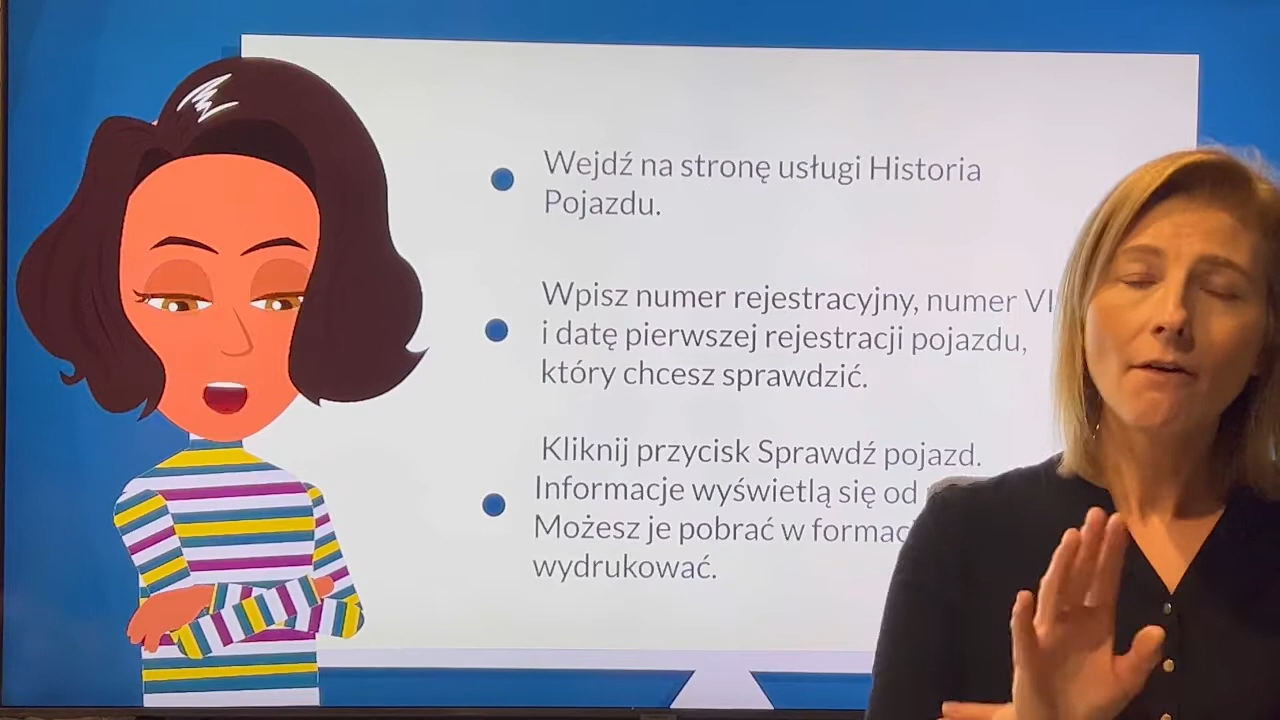 Wejdź na stronę usługi Historia
Pojazdu.
Wpisz numer rejestracyjny, numer
i datę pierwszej rejestracji pojazdu,
który chcesz sprawdzić.
Kliknij przycisk Sprawdź pojazd.
Informacje wyświetlą się od
Możesz je pobrać w
wydrukować.